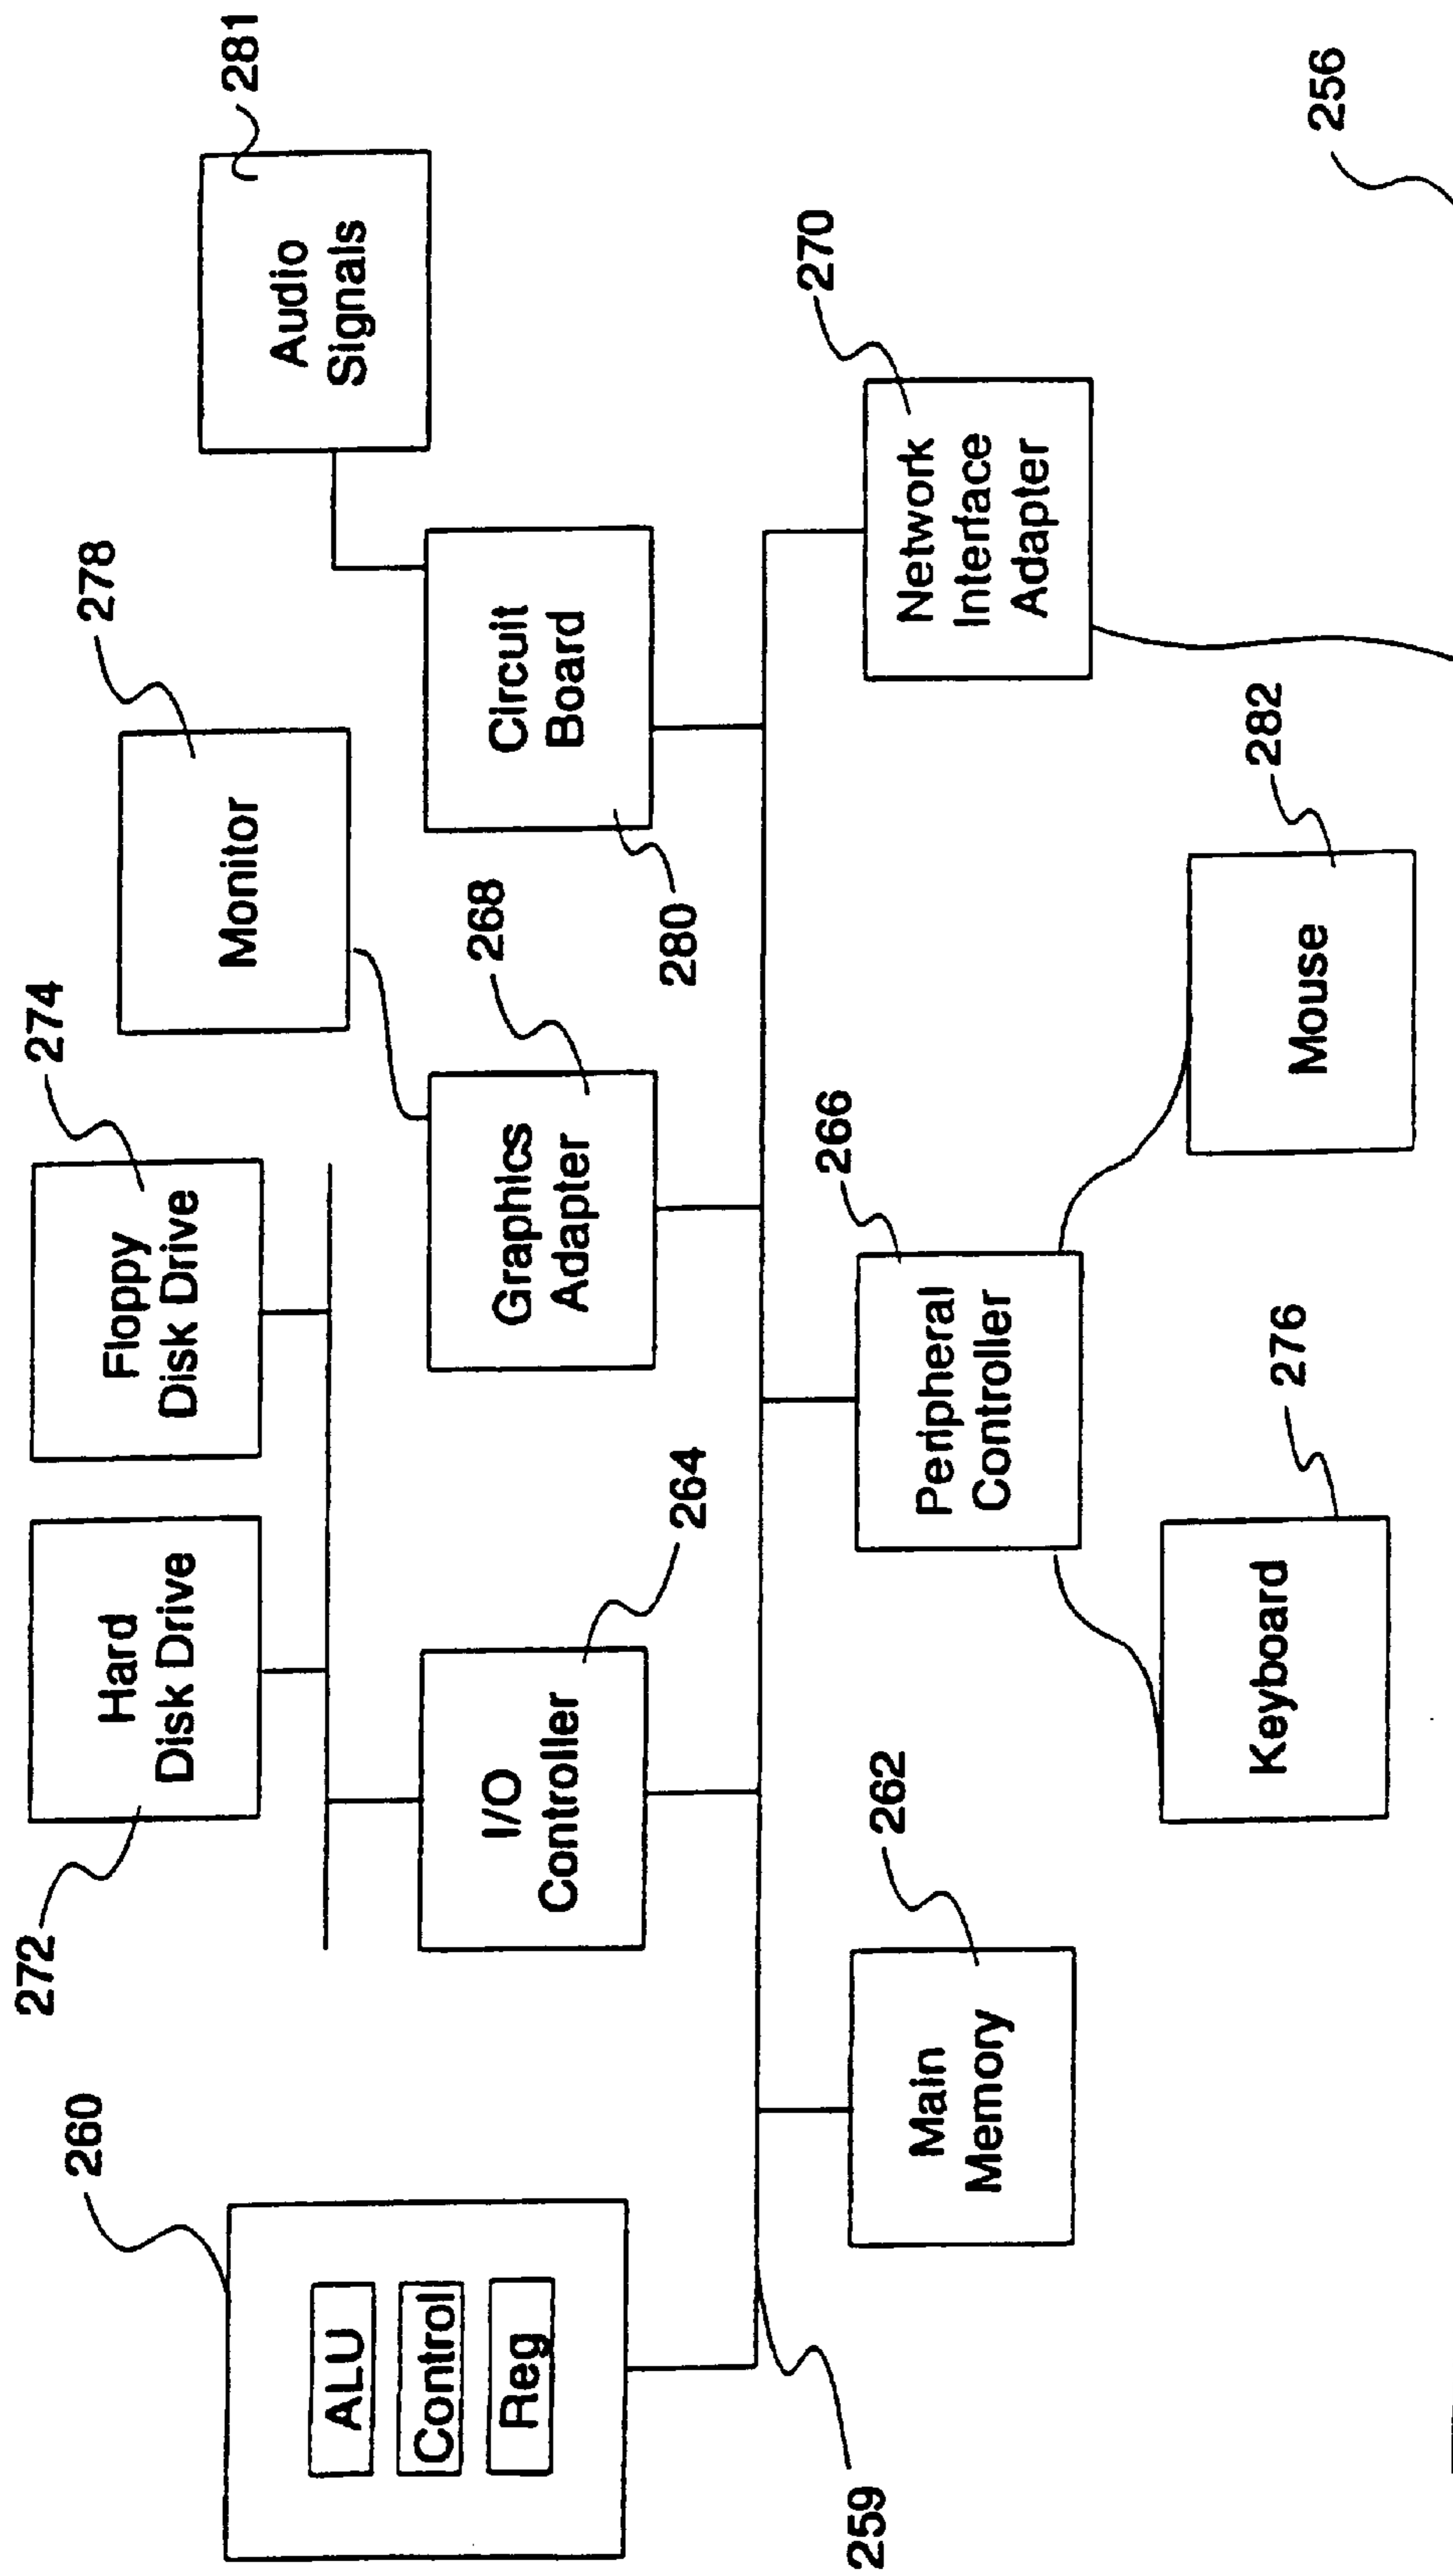 272
Hard
Disk Drive
274
Floppy
Disk Drive
278
Monitor
281
Audio
Signals
260
ALU
Control
Reg
I/O
Controller
264
Graphics
Adapter
268
Circuit
Board
280
259
Main
Memory
262
Peripheral
Controller
266
Network
Interface
Adapter
270
Keyboard
276
Mouse
282
256